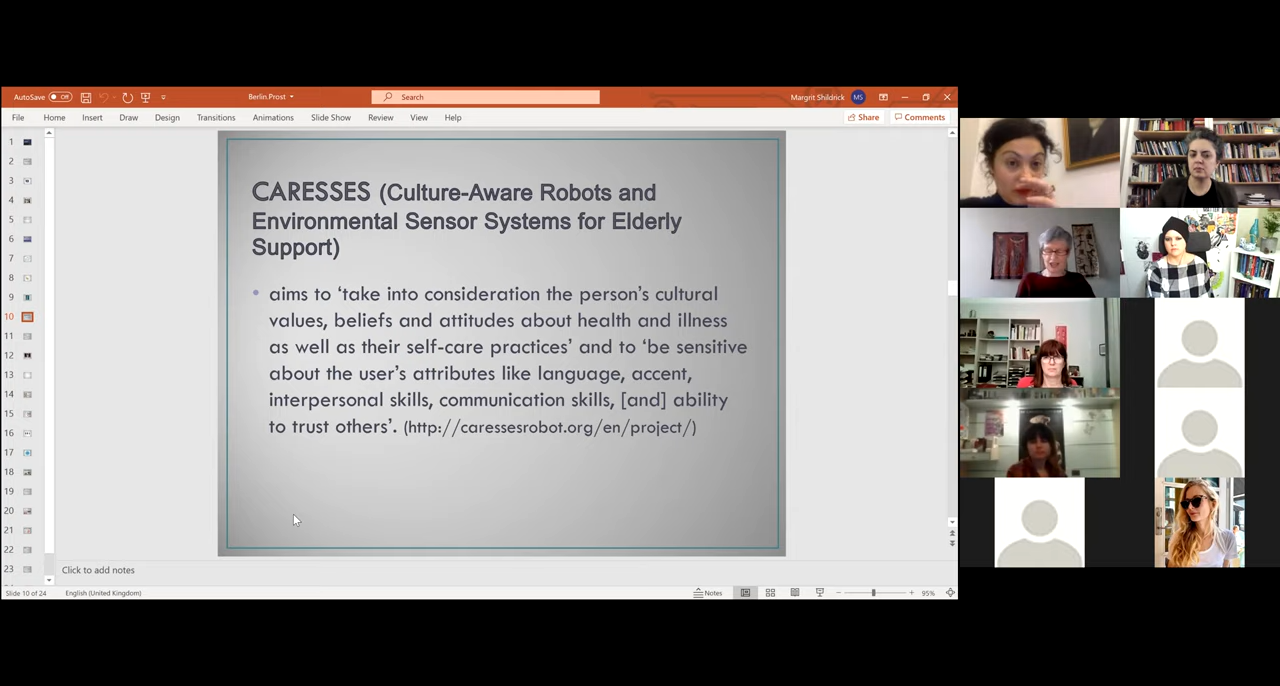 AutoSave Off
Berlin.Prost
Search
Margrit Shildrick MS
File Home Insert Draw Design Transitions Animations Slide Show Review View Help
Share Comments
1
2
3
4
5
6
7
8
9
10
11
12
13
14
15
16
17
18
19
20
21
22
23
CARESSES (Culture-Aware Robots and
Environmental Sensor Systems for Elderly
Support)
• aims to ‘take into consideration the person’s cultural
values, beliefs and attitudes about health and illness
as well as their self-care practices’ and to ‘be sensitive
about the user’s attributes like language, accent,
interpersonal skills, communication skills, [and] ability
to trust others’. (http://caressesrobot.org/en/project/)
Click to add notes
Slide 10 of 24 English (United Kingdom) Notes 95%